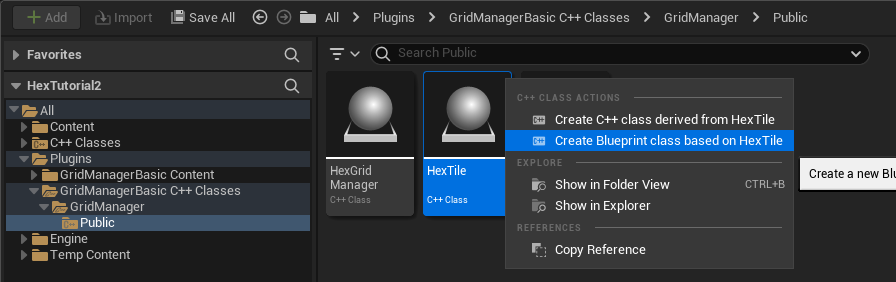 Add Import Save All All Plugins GridManagerBasic C++ Classes GridManager Public
Favorites
Search Public
HexTutorial2
All
Content
C++ Classes
Plugins
GridManagerBasic Content
GridManagerBasic C++ Classes
GridManager
Public
Engine
Temp Content
HexGrid
Manager
C++ Class
HexTile
C++ Class
C++ CLASS ACTIONS
Create C++ class derived from HexTile
Create Blueprint class based on HexTile
EXPLORE
Show in Folder View CTRL+B
Show in Explorer
REFERENCES
Copy Reference
Create a new Blu